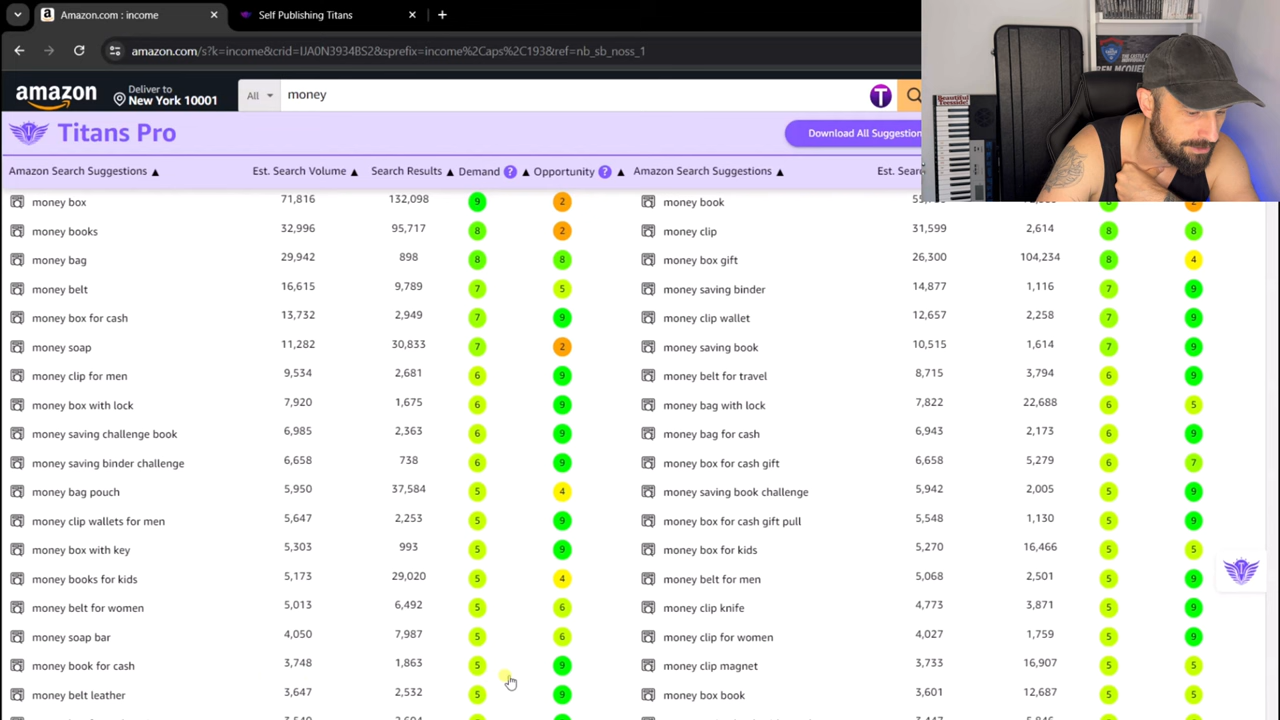 Amazon.com : income
Self Publishing Titans
amazon.com/s?k=income&crid=IJA0N3934BS2&sp
me%2Caps%2C193&ref=nb_sb_noss_1
amazon
Deliver to
New York 10001
All
money
T
Titans Pro
Download All Suggestion
Amazon Search Suggestions ▲ Est. Search Volume ▲ Search Results ▲ Demand ? ▲ Opportunity ? ▲ Amazon Search Suggestions ▲ Est. Sear
money box 71,816 132,098 9 2 money book
money books 32,996 95,717 8 2 money clip 31,599 2,614 8 8
money bag 29,942 898 8 8 money box gift 26,300 104,234 8 4
money belt 16,615 9,789 7 5 money saving binder 14,877 1,116 7 9
money box for cash 13,732 2,949 7 9 money clip wallet 12,657 2,258 7 9
money soap 11,282 30,833 7 2 money saving book 10,515 1,614 7 9
money clip for men 9,534 2,681 6 9 money belt for travel 8,715 3,794 6 9
money box with lock 7,920 1,675 6 9 money bag with lock 7,822 22,688 6 5
money saving challenge book 6,985 2,363 6 9 money bag for cash 6,943 2,173 6 9
money saving binder challenge 6,658 738 6 9 money box for cash gift 6,658 5,279 6 7
money bag pouch 5,950 37,584 5 4 money saving book challenge 5,942 2,005 5 9
money clip wallets for men 5,647 2,253 5 9 money box for cash gift pull 5,548 1,130 5 9
money box with key 5,303 993 5 9 money box for kids 5,270 16,466 5 5
money books for kids 5,173 29,020 5 4 money belt for men 5,068 2,501 5 9
money belt for women 5,013 6,492 5 6 money clip knife 4,773 3,871 5 9
money soap bar 4,050 7,987 5 6 money clip for women 4,027 1,759 5 9
money book for cash 3,748 1,863 5 9 money clip magnet 3,733 16,907 5 5
money belt leather 3,647 2,532 5 9 money box book 3,601 12,687 5 5